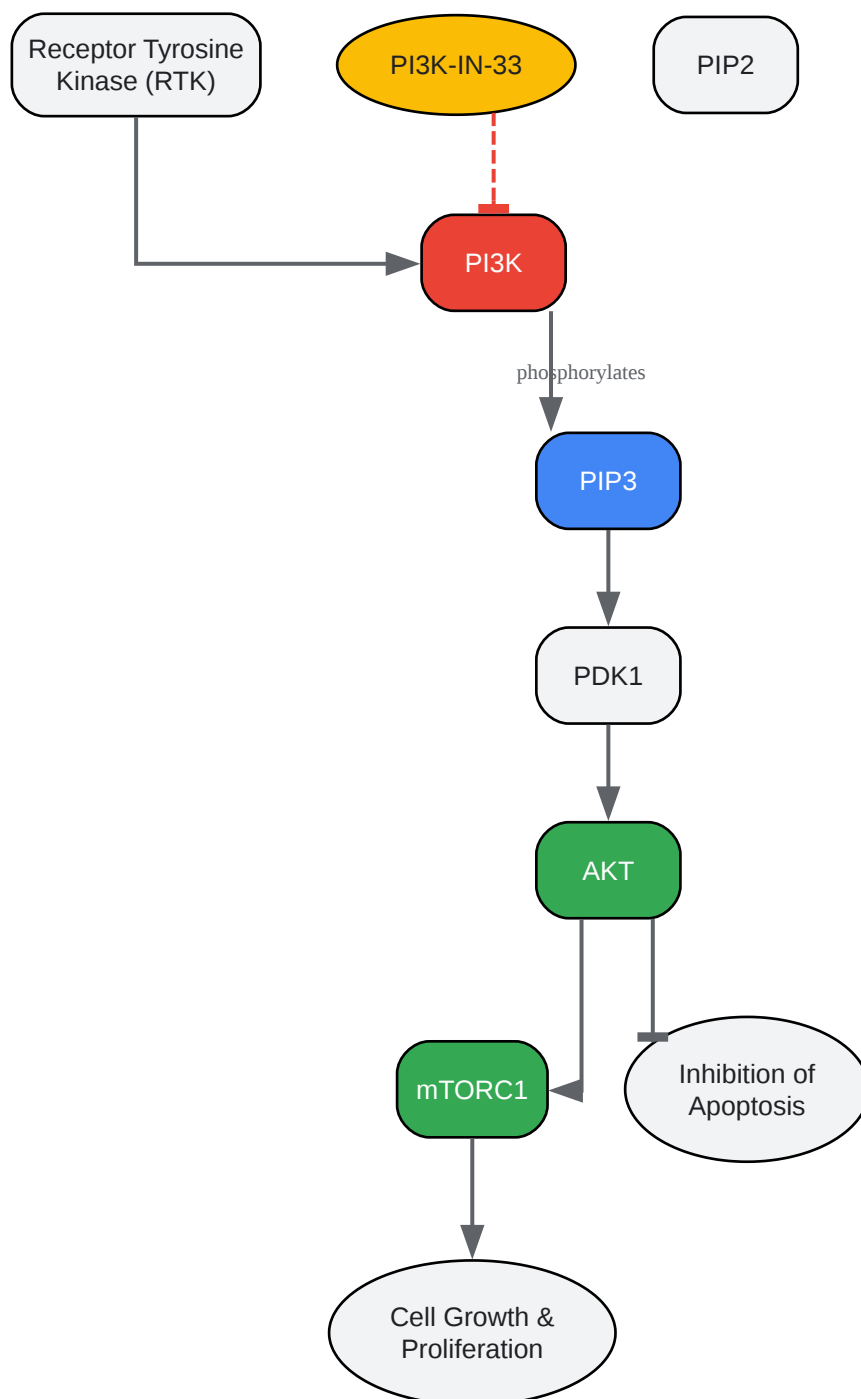 Receptor Tyrosine
Kinase (RTK)
PI3K-IN-33
PIP2
PI3K
phosphorylates
PIP3
PDK1
AKT
mTORC1
Inhibition of
Apoptosis
Cell Growth &
Proliferation